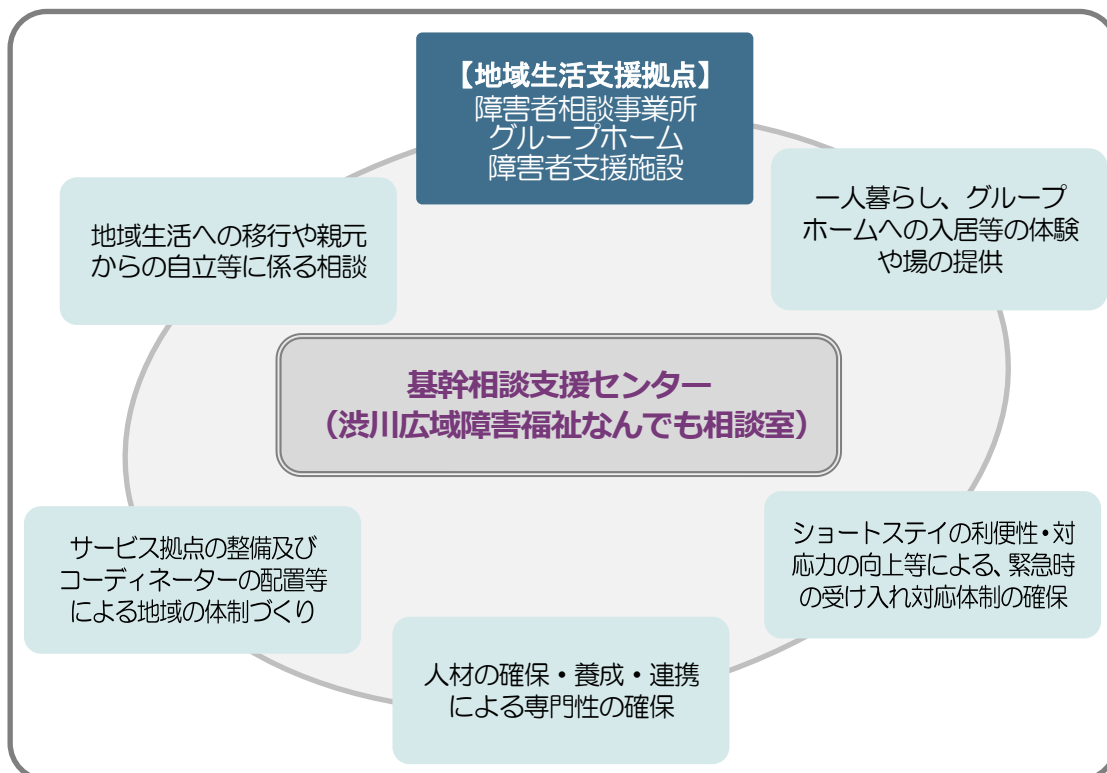 【地域生活支援拠点】
障害者相談事業所
グループホーム
障害者支援施設
地域生活への移行や親元
からの自立等に係る相談
一人暮らし、グループ
ホームへの入居等の体験
や場の提供
基幹相談支援センター
（渋川広域障害福祉なんでも相談室）
サービス拠点の整備及び
コーディネーターの配置等
による地域の体制づくり
ショートステイの利便性・対
応力の向上等による、緊急時
の受け入れ対応体制の確保
人材の確保・養成・連携
による専門性の確保